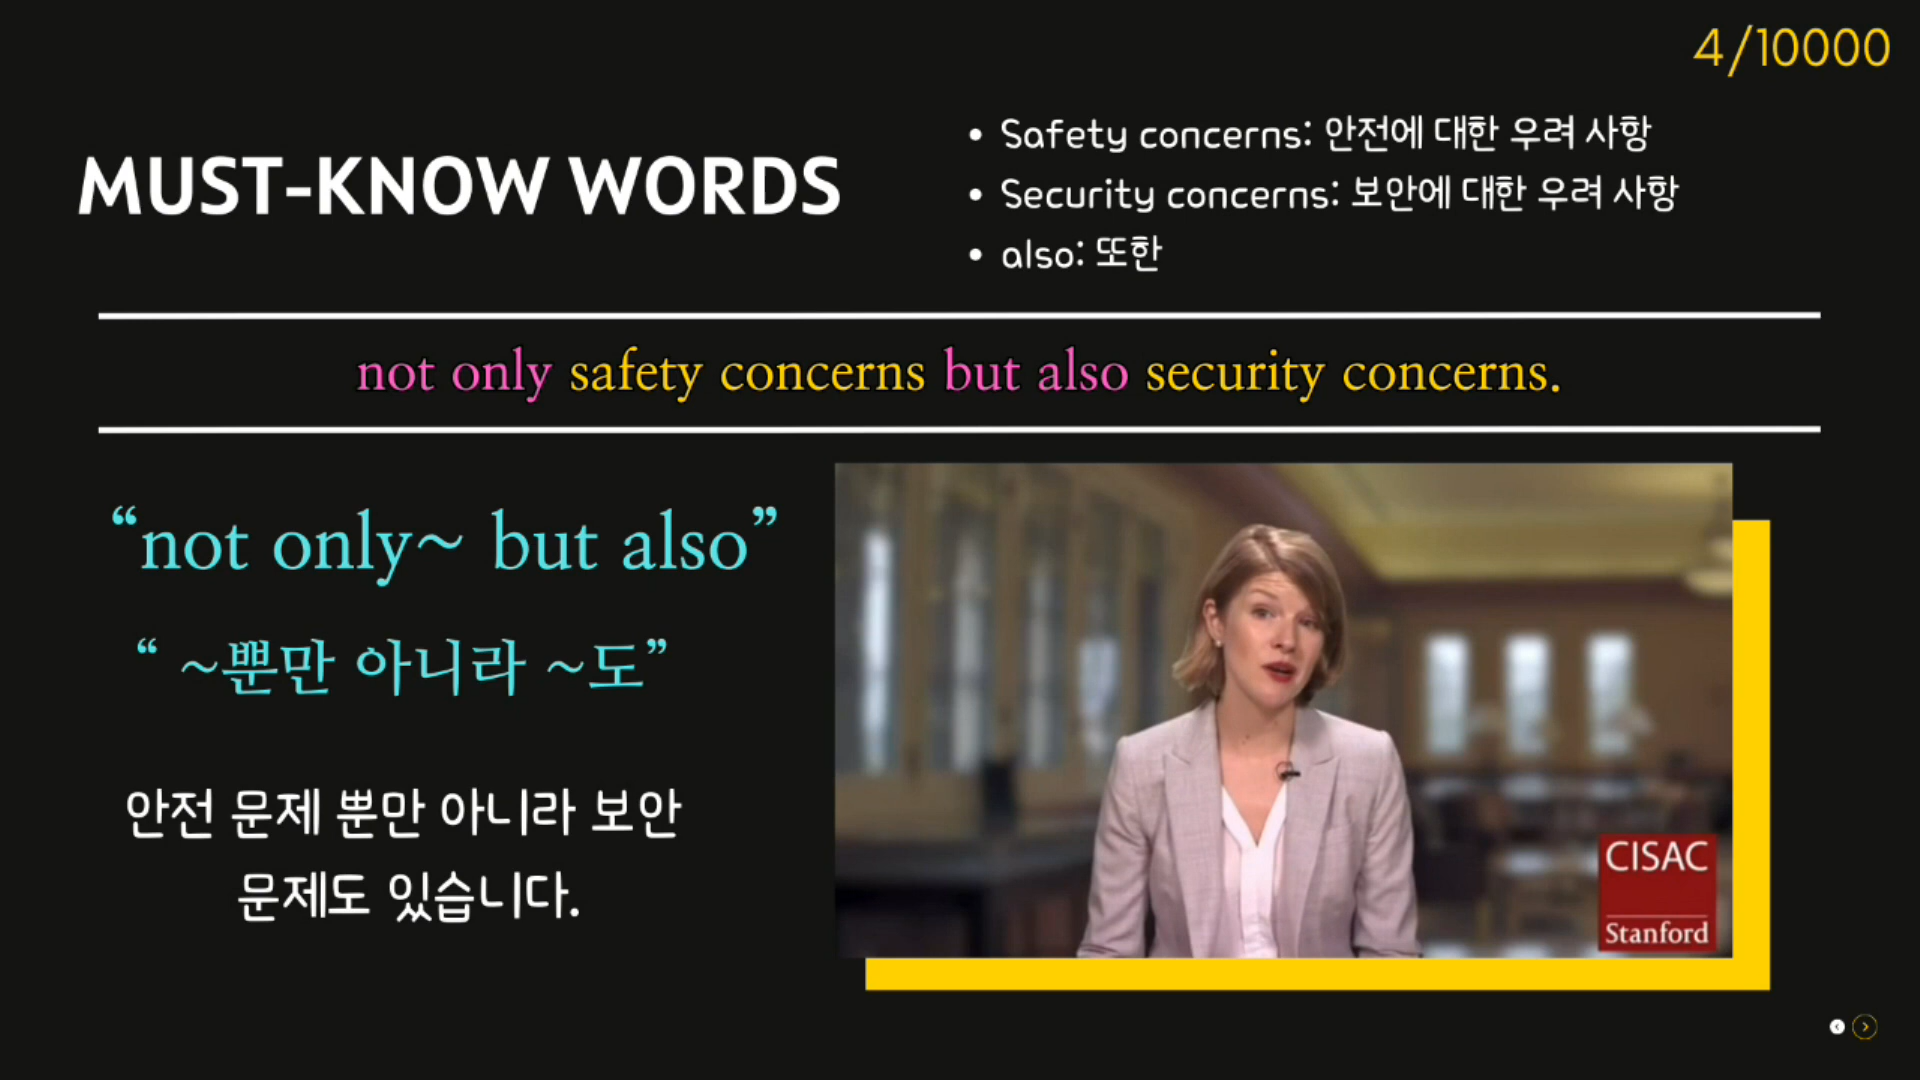 4/10000
MUST-KNOW WORDS
• Safety concerns: 안전에 대한 우려 사항
• Security concerns: 보안에 대한 우려 사항
• also: 또한
not only safety concerns but also security concerns.
“not only~ but also”
“ ~뿐만 아니라 ~도”
안전 문제 뿐만 아니라 보안
문제도 있습니다.
CISAC
Stanford